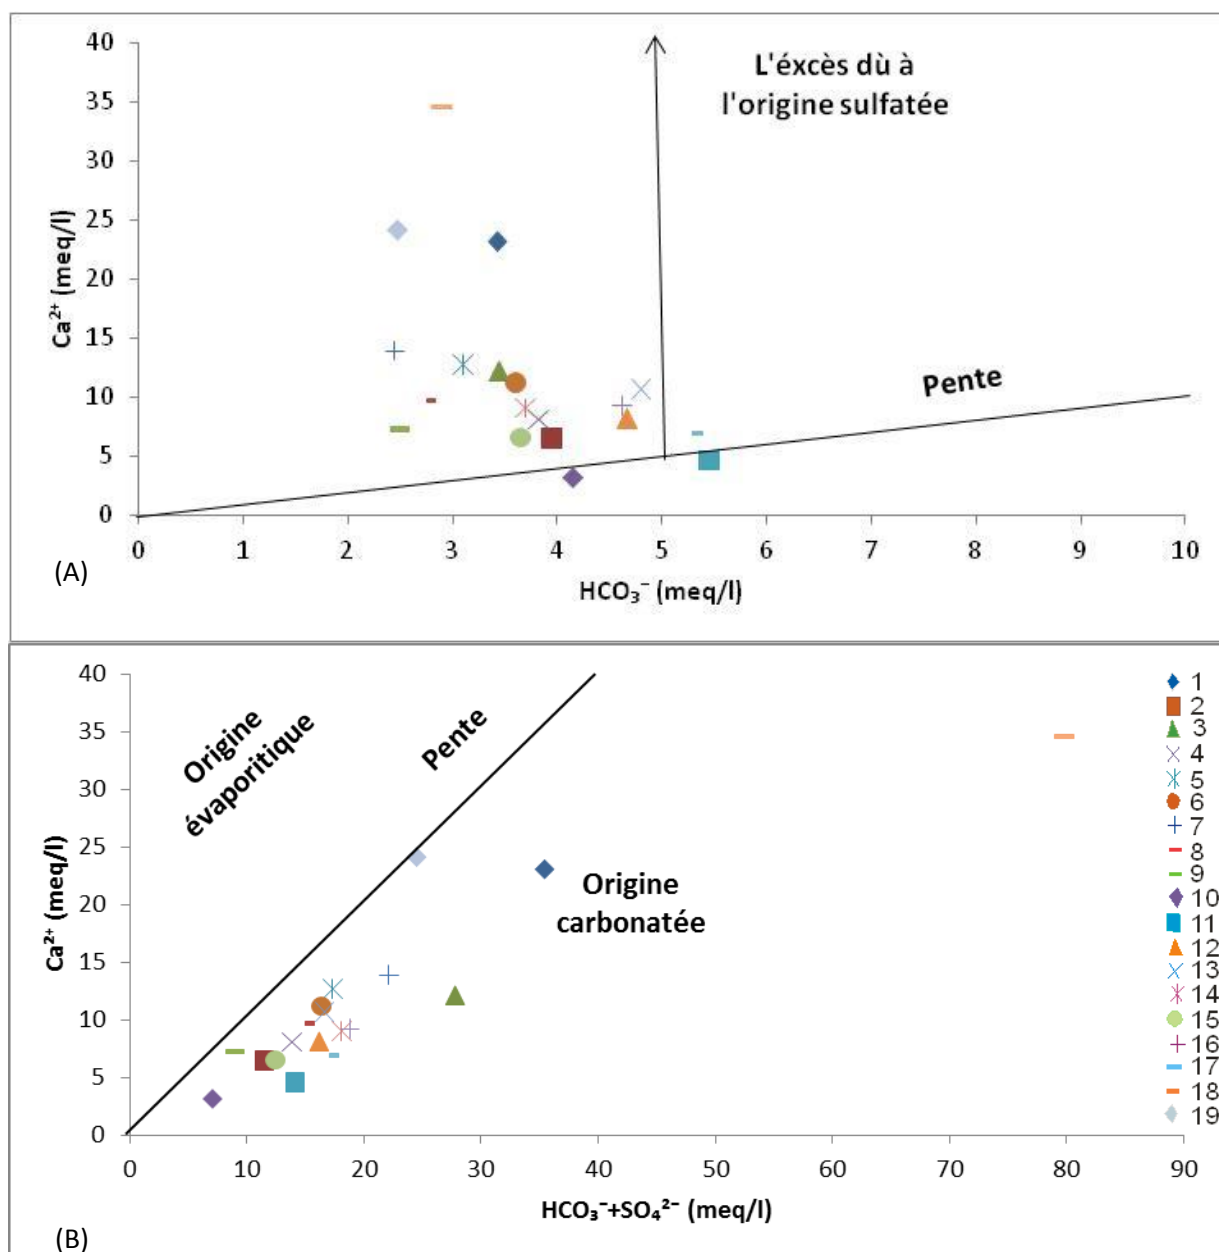 40
35
30
25
20
15
10
5
0
Ca²⁺ (meq/l)
L'éxcès dù à
l'origine sulfatée
Pente
0 1 2 3 4 5 6 7 8 9 10
HCO₃⁻ (meq/l)
(A)
40
35
30
25
20
15
10
5
0
Ca²⁺ (meq/l)
Origine
évaporitique
Pente
Origine
carbonatée
1
2
3
4
5
6
7
8
9
10
11
12
13
14
15
16
17
18
19
0 10 20 30 40 50 60 70 80 90
HCO₃⁻+SO₄²⁻ (meq/l)
(B)